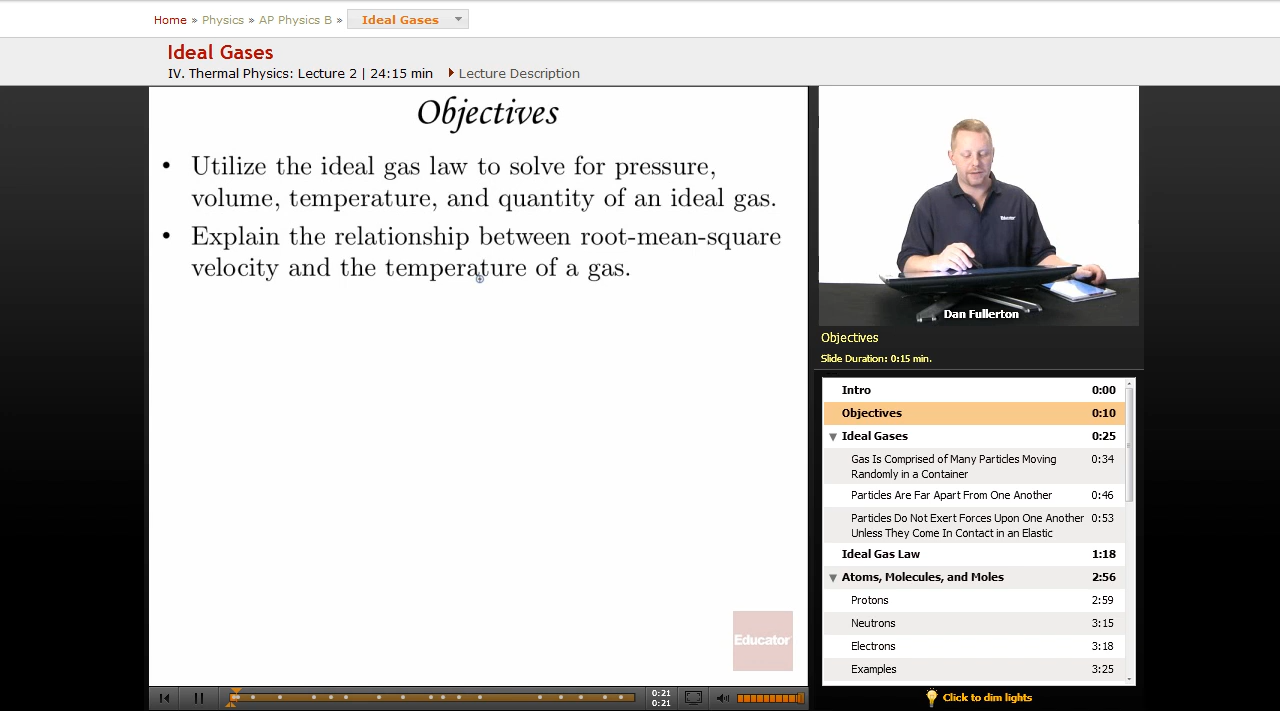 Home » Physics » AP Physics B » Ideal Gases
Ideal Gases
IV. Thermal Physics: Lecture 2 | 24:15 min Lecture Description
Objectives
• Utilize the ideal gas law to solve for pressure,
volume, temperature, and quantity of an ideal gas.
• Explain the relationship between root-mean-square
velocity and the temperature of a gas.
Educator
0:21
0:21
Educator
Dan Fullerton
Objectives
Slide Duration: 0:15 min.
Intro 0:00
Objectives 0:10
Ideal Gases 0:25
Gas Is Comprised of Many Particles Moving 0:34
Randomly in a Container
Particles Are Far Apart From One Another 0:46
Particles Do Not Exert Forces Upon One Another 0:53
Unless They Come In Contact in an Elastic
Ideal Gas Law 1:18
Atoms, Molecules, and Moles 2:56
Protons 2:59
Neutrons 3:15
Electrons 3:18
Examples 3:25
Click to dim lights